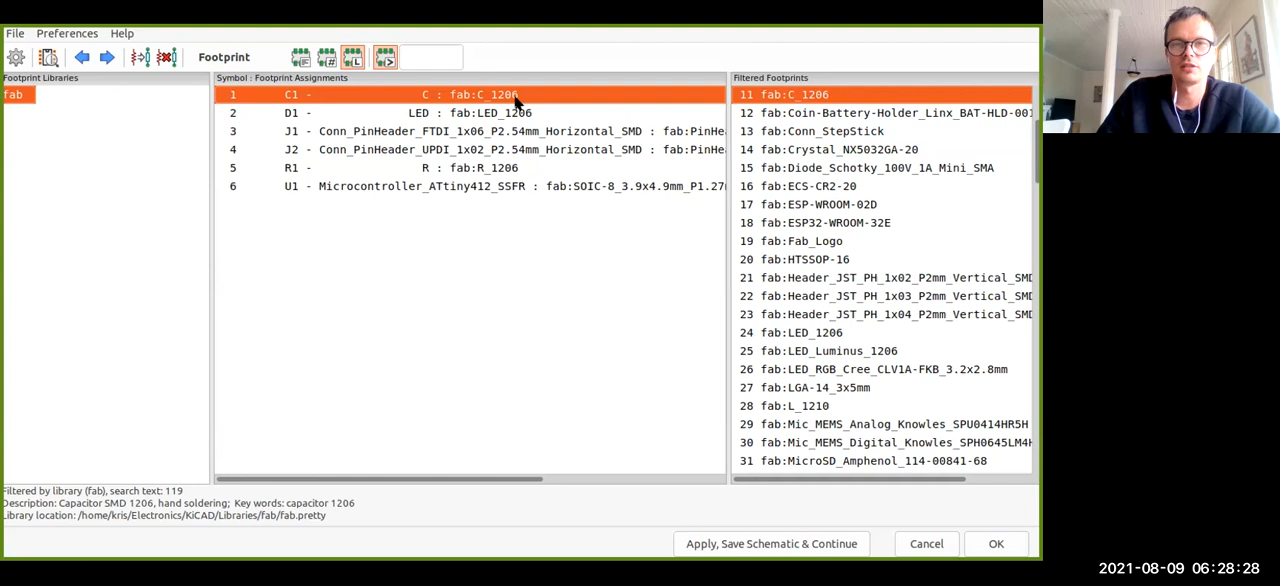 File Preferences Help
Footprint
Footprint Libraries
fab
Symbol : Footprint Assignments
1 C1 - C : fab:C_1206
2 D1 - LED : fab:LED_1206
3 J1 - Conn_PinHeader_FTDI_1x06_P2.54mm_Horizontal_SMD : fab:PinHe
4 J2 - Conn_PinHeader_UPDI_1x02_P2.54mm_Horizontal_SMD : fab:PinHe
5 R1 - R : fab:R_1206
6 U1 - Microcontroller_ATtiny412_SSFR : fab:SOIC-8_3.9x4.9mm_P1.27
Filtered Footprints
11 fab:C_1206
12 fab:Coin-Battery-Holder_Linx_BAT-HLD-001
13 fab:Conn_StepStick
14 fab:Crystal_NX5032GA-20
15 fab:Diode_Schotky_100V_1A_Mini_SMA
16 fab:ECS-CR2-20
17 fab:ESP-WROOM-02D
18 fab:ESP32-WROOM-32E
19 fab:Fab_Logo
20 fab:HTSSOP-16
21 fab:Header_JST_PH_1x02_P2mm_Vertical_SMD
22 fab:Header_JST_PH_1x03_P2mm_Vertical_SMD
23 fab:Header_JST_PH_1x04_P2mm_Vertical_SMD
24 fab:LED_1206
25 fab:LED_Luminus_1206
26 fab:LED_RGB_Cree_CLV1A-FKB_3.2x2.8mm
27 fab:LGA-14_3x5mm
28 fab:L_1210
29 fab:Mic_MEMS_Analog_Knowles_SPU0414HR5H
30 fab:Mic_MEMS_Digital_Knowles_SPH0645LM4H
31 fab:MicroSD_Amphenol_114-00841-68
Filtered by library (fab), search text: 119
Description: Capacitor SMD 1206, hand soldering; Key words: capacitor 1206
Library location: /home/kris/Electronics/KiCAD/Libraries/fab/fab.pretty
Apply, Save Schematic & Continue
Cancel
OK
2021-08-09 06:28:28